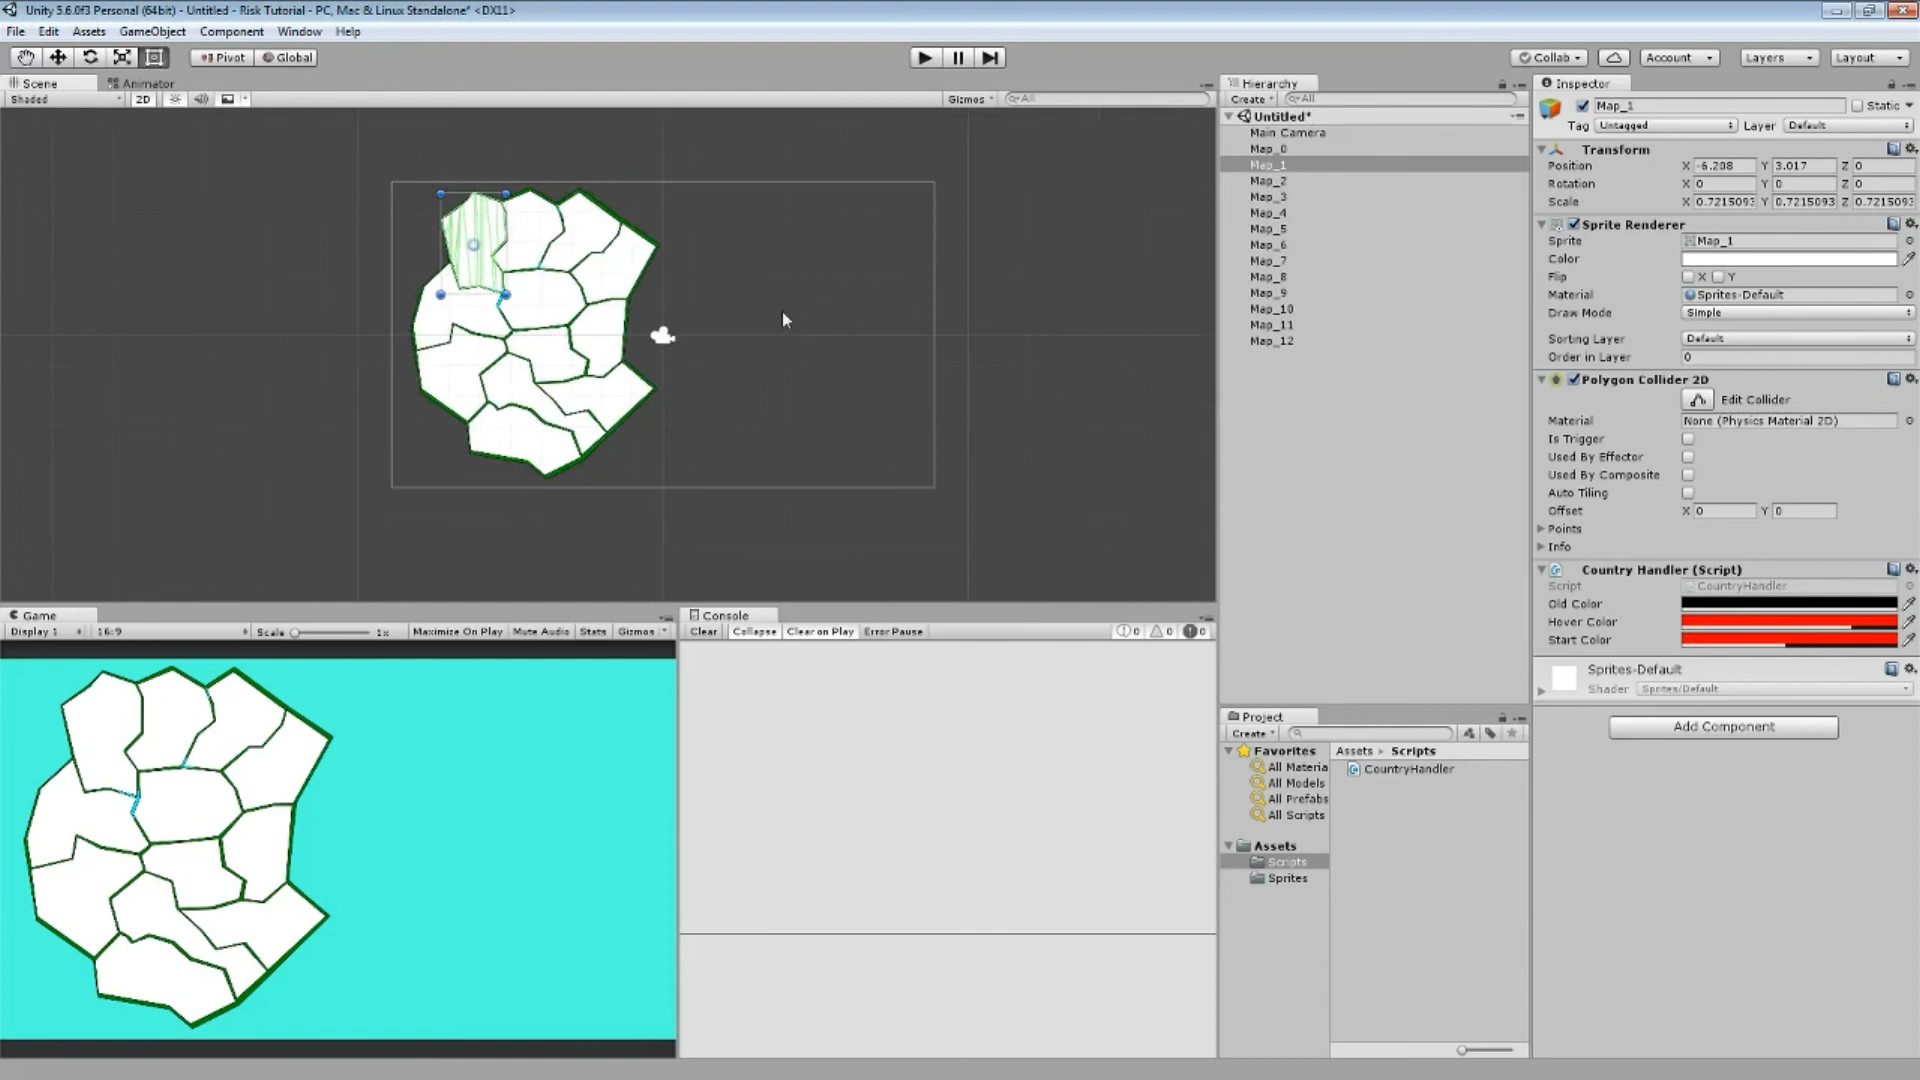 Unity 5.6.0f3 Personal (64bit) - Untitled - Risk Tutorial - PC, Mac & Linux Standalone* <DX11>
File Edit Assets GameObject Component Window Help
Pivot Global Collab Account Layers Layout
Scene Animator
Shaded 2D Gizmos All
Hierarchy
Create All
Untitled*
Main Camera
Map_0
Map_1
Map_2
Map_3
Map_4
Map_5
Map_6
Map_7
Map_8
Map_9
Map_10
Map_11
Map_12
Inspector
Map_1 Static
Tag Untagged Layer Default
Transform
Position X -6.208 Y 3.017 Z 0
Rotation X 0 Y 0 Z 0
Scale X 0.7215093 Y 0.7215093 Z 0.7215093
Sprite Renderer
Sprite Map_1
Color
Flip X Y
Material Sprites-Default
Draw Mode Simple
Sorting Layer Default
Order in Layer 0
Polygon Collider 2D
Edit Collider
Material None (Physics Material 2D)
Is Trigger
Used By Effector
Used By Composite
Auto Tiling
Offset X 0 Y 0
Points
Info
Country Handler (Script)
Script CountryHandler
Old Color
Hover Color
Start Color
Sprites-Default
Shader Sprites/Default
Add Component
Game
Display 1 16:9 Scale 1x Maximize On Play Mute Audio Stats Gizmos
Console
Clear Collapse Clear on Play Error Pause 0 0 0
Project
Create
Favorites
All Materia
All Models
All Prefabs
All Scripts
Assets
Scripts
Sprites
Assets Scripts
CountryHandler